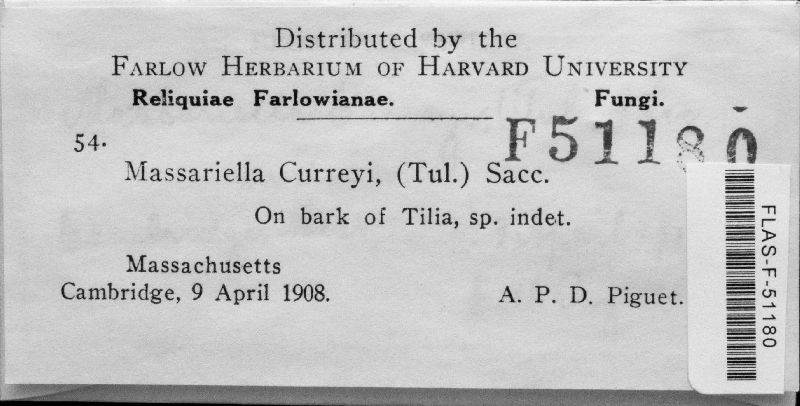 Distributed by the
FARLOW HERBARIUM OF HARVARD UNIVERSITY
Reliquiae Farlowianae. Fungi.
54. F51180
Massariella Curreyi, (Tul.) Sacc.
On bark of Tilia, sp. indet.
Massachusetts
Cambridge, 9 April 1908. A. P. D. Piguet.
FLAS-F-51180